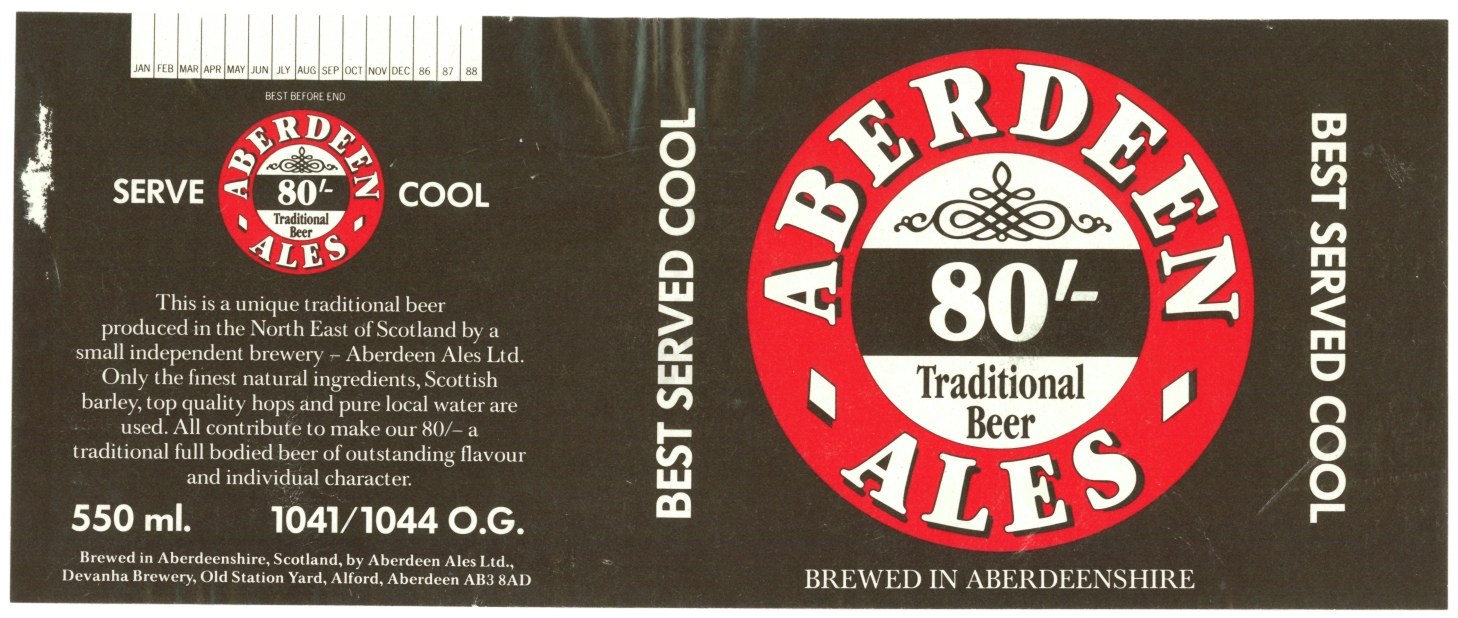 JAN FEB MAR APR MAY JUN JLY AUG SEP OCT NOV DEC 86 87 88
BEST BEFORE END
SERVE
ABERDEEN
80/-
Traditional
Beer
ALES
COOL
This is a unique traditional beer
produced in the North East of Scotland by a
small independent brewery – Aberdeen Ales Ltd.
Only the finest natural ingredients, Scottish
barley, top quality hops and pure local water are
used. All contribute to make our 80/– a
traditional full bodied beer of outstanding flavour
and individual character.
550 ml. 1041/1044 O.G.
Brewed in Aberdeenshire, Scotland, by Aberdeen Ales Ltd.,
Devanha Brewery, Old Station Yard, Alford, Aberdeen AB3 8AD
BEST SERVED COOL
ABERDEEN
80/-
Traditional
Beer
ALES
BREWED IN ABERDEENSHIRE
BEST SERVED COOL